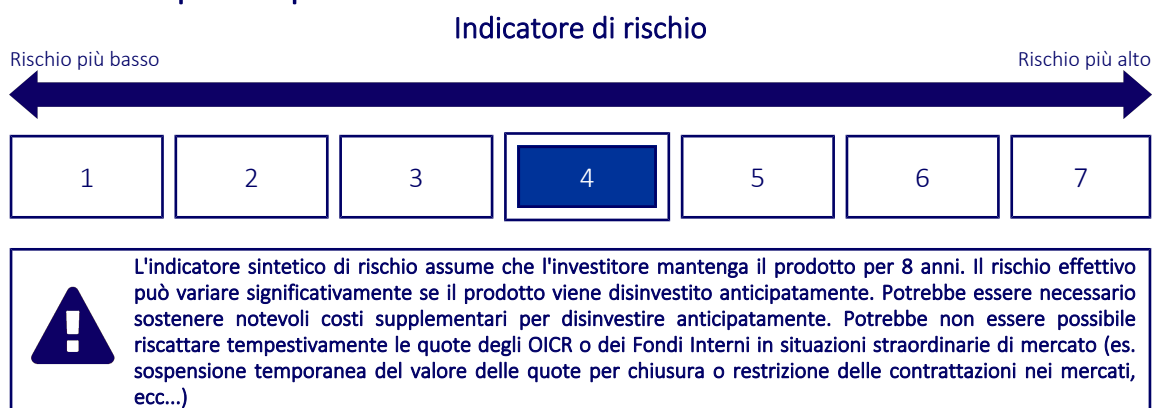 Indicatore di rischio
Rischio più basso
Rischio più alto
1 2 3 4 5 6 7
L'indicatore sintetico di rischio assume che l'investitore mantenga il prodotto per 8 anni. Il rischio effettivo
può variare significativamente se il prodotto viene disinvestito anticipatamente. Potrebbe essere necessario
sostenere notevoli costi supplementari per disinvestire anticipatamente. Potrebbe non essere possibile
riscattare tempestivamente le quote degli OICR o dei Fondi Interni in situazioni straordinarie di mercato (es.
sospensione temporanea del valore delle quote per chiusura o restrizione delle contrattazioni nei mercati,
ecc...)